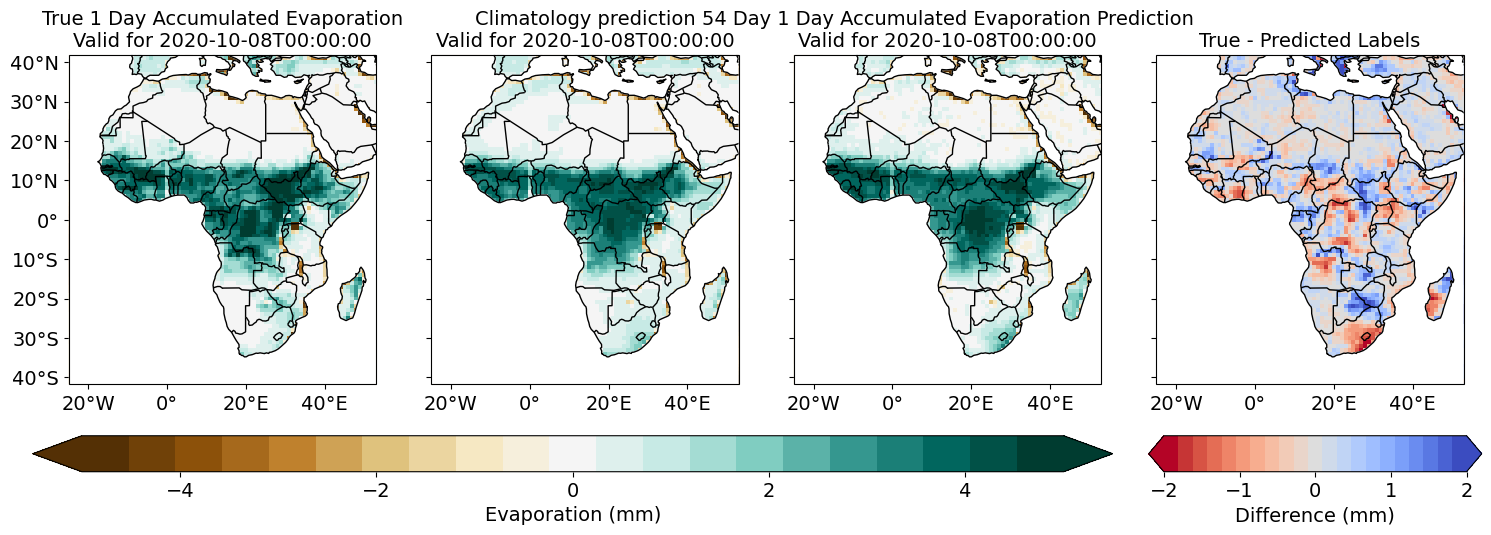 True 1 Day Accumulated Evaporation
Valid for 2020-10-08T00:00:00
Climatology prediction 54 Day 1 Day Accumulated Evaporation Prediction
Valid for 2020-10-08T00:00:00
Valid for 2020-10-08T00:00:00
True - Predicted Labels
40°N
30°N
20°N
10°N
0°
10°S
20°S
30°S
40°S
20°W 0° 20°E 40°E
20°W 0° 20°E 40°E
20°W 0° 20°E 40°E
20°W 0° 20°E 40°E
−4 −2 0 2 4
Evaporation (mm)
−2 −1 0 1 2
Difference (mm)